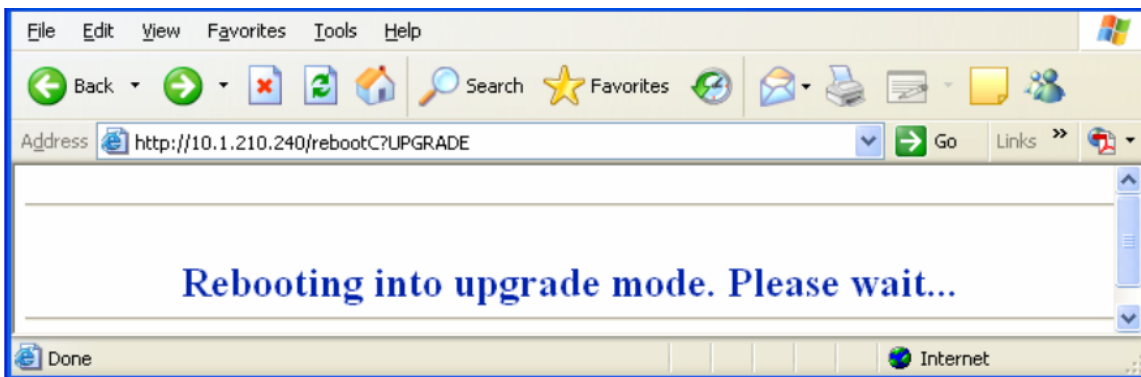 File Edit View Favorites Tools Help
Back Search Favorites
Address http://10.1.210.240/rebootC?UPGRADE Go Links »
Rebooting into upgrade mode. Please wait...
Done Internet